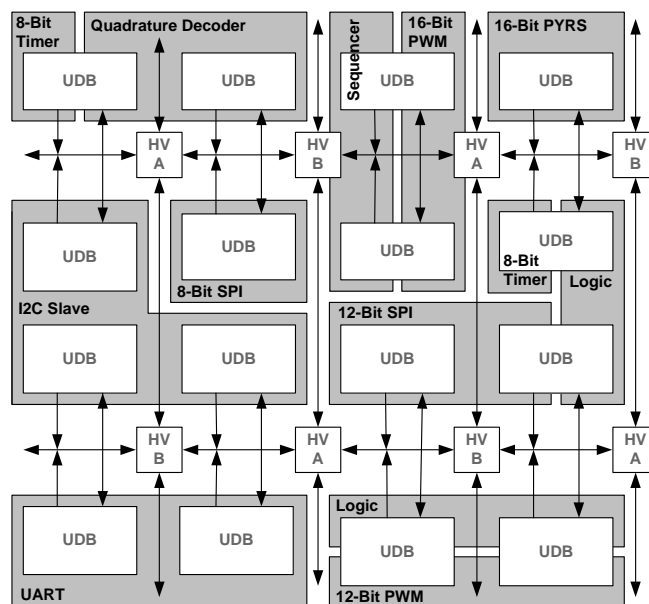 8-Bit
Timer
Quadrature Decoder
Sequencer
16-Bit
PWM
16-Bit PYRS
UDB
UDB
UDB
UDB
UDB
HV
A
HV
B
HV
A
HV
B
UDB
UDB
UDB
UDB
8-Bit SPI
8-Bit
Timer
Logic
I2C Slave
12-Bit SPI
UDB
UDB
UDB
UDB
HV
B
HV
A
HV
B
HV
A
Logic
UDB
UDB
UDB
UDB
UART
12-Bit PWM